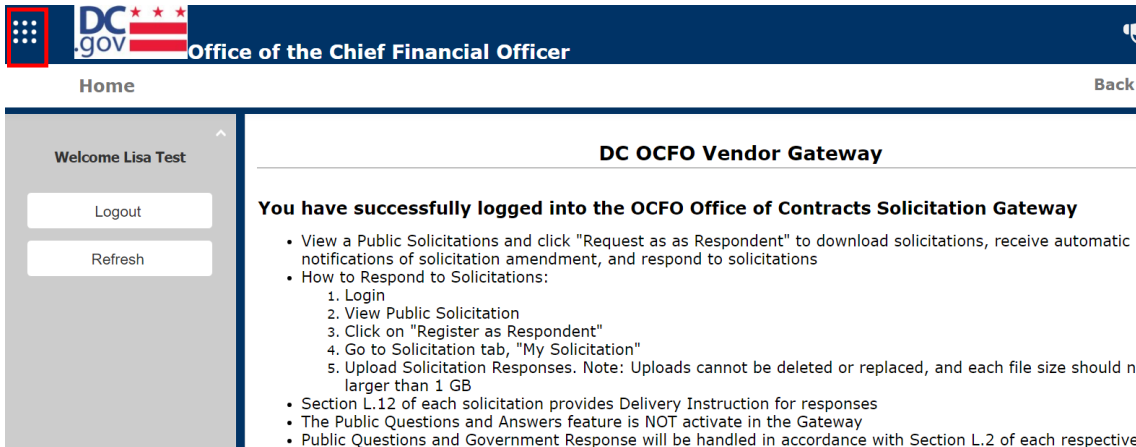 DC
.gov
Office of the Chief Financial Officer
Home
Back
Welcome Lisa Test
Logout
Refresh
DC OCFO Vendor Gateway
You have successfully logged into the OCFO Office of Contracts Solicitation Gateway
• View a Public Solicitations and click "Request as as Respondent" to download solicitations, receive automatic
notifications of solicitation amendment, and respond to solicitations
• How to Respond to Solicitations:
1. Login
2. View Public Solicitation
3. Click on "Register as Respondent"
4. Go to Solicitation tab, "My Solicitation"
5. Upload Solicitation Responses. Note: Uploads cannot be deleted or replaced, and each file size should n
larger than 1 GB
• Section L.12 of each solicitation provides Delivery Instruction for responses
• The Public Questions and Answers feature is NOT activate in the Gateway
• Public Questions and Government Response will be handled in accordance with Section L.2 of each respective